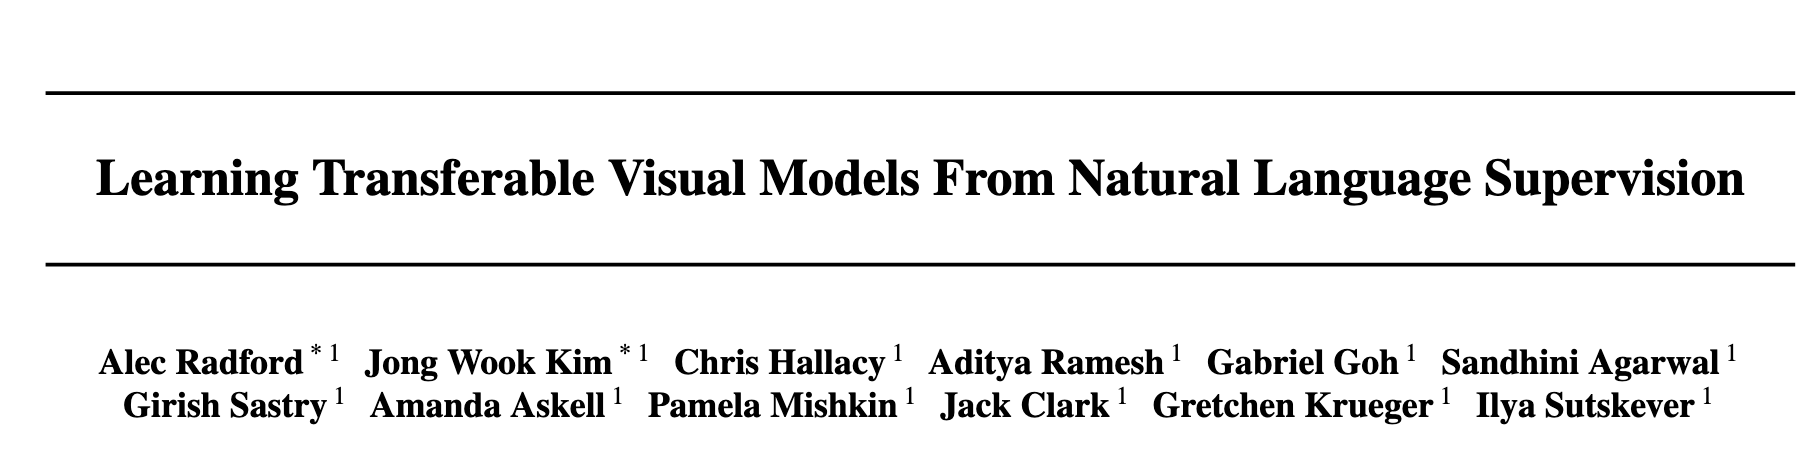 Learning Transferable Visual Models From Natural Language Supervision
Alec Radford * 1 Jong Wook Kim * 1 Chris Hallacy 1 Aditya Ramesh 1 Gabriel Goh 1 Sandhini Agarwal 1
Girish Sastry 1 Amanda Askell 1 Pamela Mishkin 1 Jack Clark 1 Gretchen Krueger 1 Ilya Sutskever 1